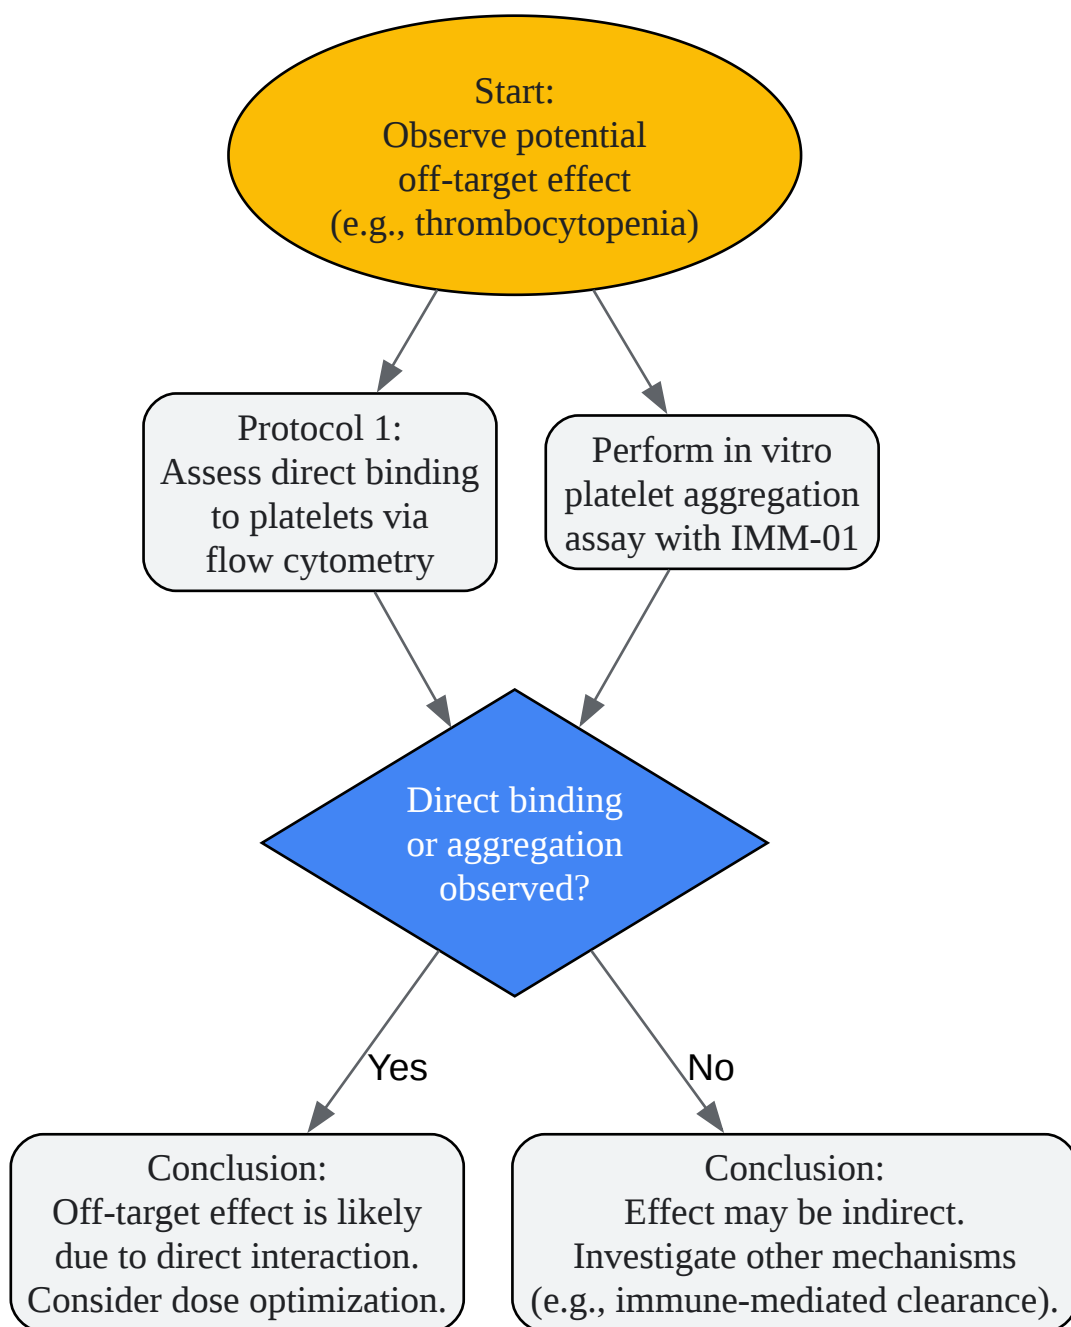 Start:
Observe potential
off-target effect
(e.g., thrombocytopenia)
Protocol 1:
Assess direct binding
to platelets via
flow cytometry
Perform in vitro
platelet aggregation
assay with IMM-01
Direct binding
or aggregation
observed?
Yes
No
Conclusion:
Off-target effect is likely
due to direct interaction.
Consider dose optimization.
Conclusion:
Effect may be indirect.
Investigate other mechanisms
(e.g., immune-mediated clearance).